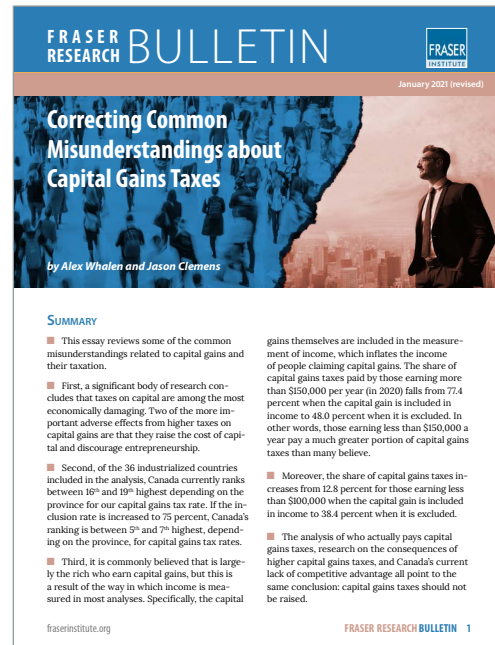 FRASER
RESEARCH BULLETIN
FRASER
INSTITUTE
January 2021 (revised)
Correcting Common
Misunderstandings about
Capital Gains Taxes
by Alex Whalen and Jason Clemens
SUMMARY
This essay reviews some of the common
misunderstandings related to capital gains and
their taxation.
First, a significant body of research con-
cludes that taxes on capital are among the most
economically damaging. Two of the more im-
portant adverse effects from higher taxes on
capital gains are that they raise the cost of capi-
tal and discourage entrepreneurship.
Second, of the 36 industrialized countries
included in the analysis, Canada currently ranks
between 16th and 19th highest depending on the
province for our capital gains tax rate. If the in-
clusion rate is increased to 75 percent, Canada's
ranking is between 5th and 7th highest, depend-
ing on the province, for capital gains tax rates.
Third, it is commonly believed that is large-
ly the rich who earn capital gains, but this is
a result of the way in which income is mea-
sured in most analyses. Specifically, the capital
gains themselves are included in the measure-
ment of income, which inflates the income
of people claiming capital gains. The share of
capital gains taxes paid by those earning more
than $150,000 per year (in 2020) falls from 77.4
percent when the capital gain is included in
income to 48.0 percent when it is excluded. In
other words, those earning less than $150,000 a
year pay a much greater portion of capital gains
taxes than many believe.
Moreover, the share of capital gains taxes in-
creases from 12.8 percent for those earning less
than $100,000 when the capital gain is included
in income to 38.4 percent when it is excluded.
The analysis of who actually pays capital
gains taxes, research on the consequences of
higher capital gains taxes, and Canada's current
lack of competitive advantage all point to the
same conclusion: capital gains taxes should not
be raised.
fraserinstitute.org
FRASER RESEARCH BULLETIN 1